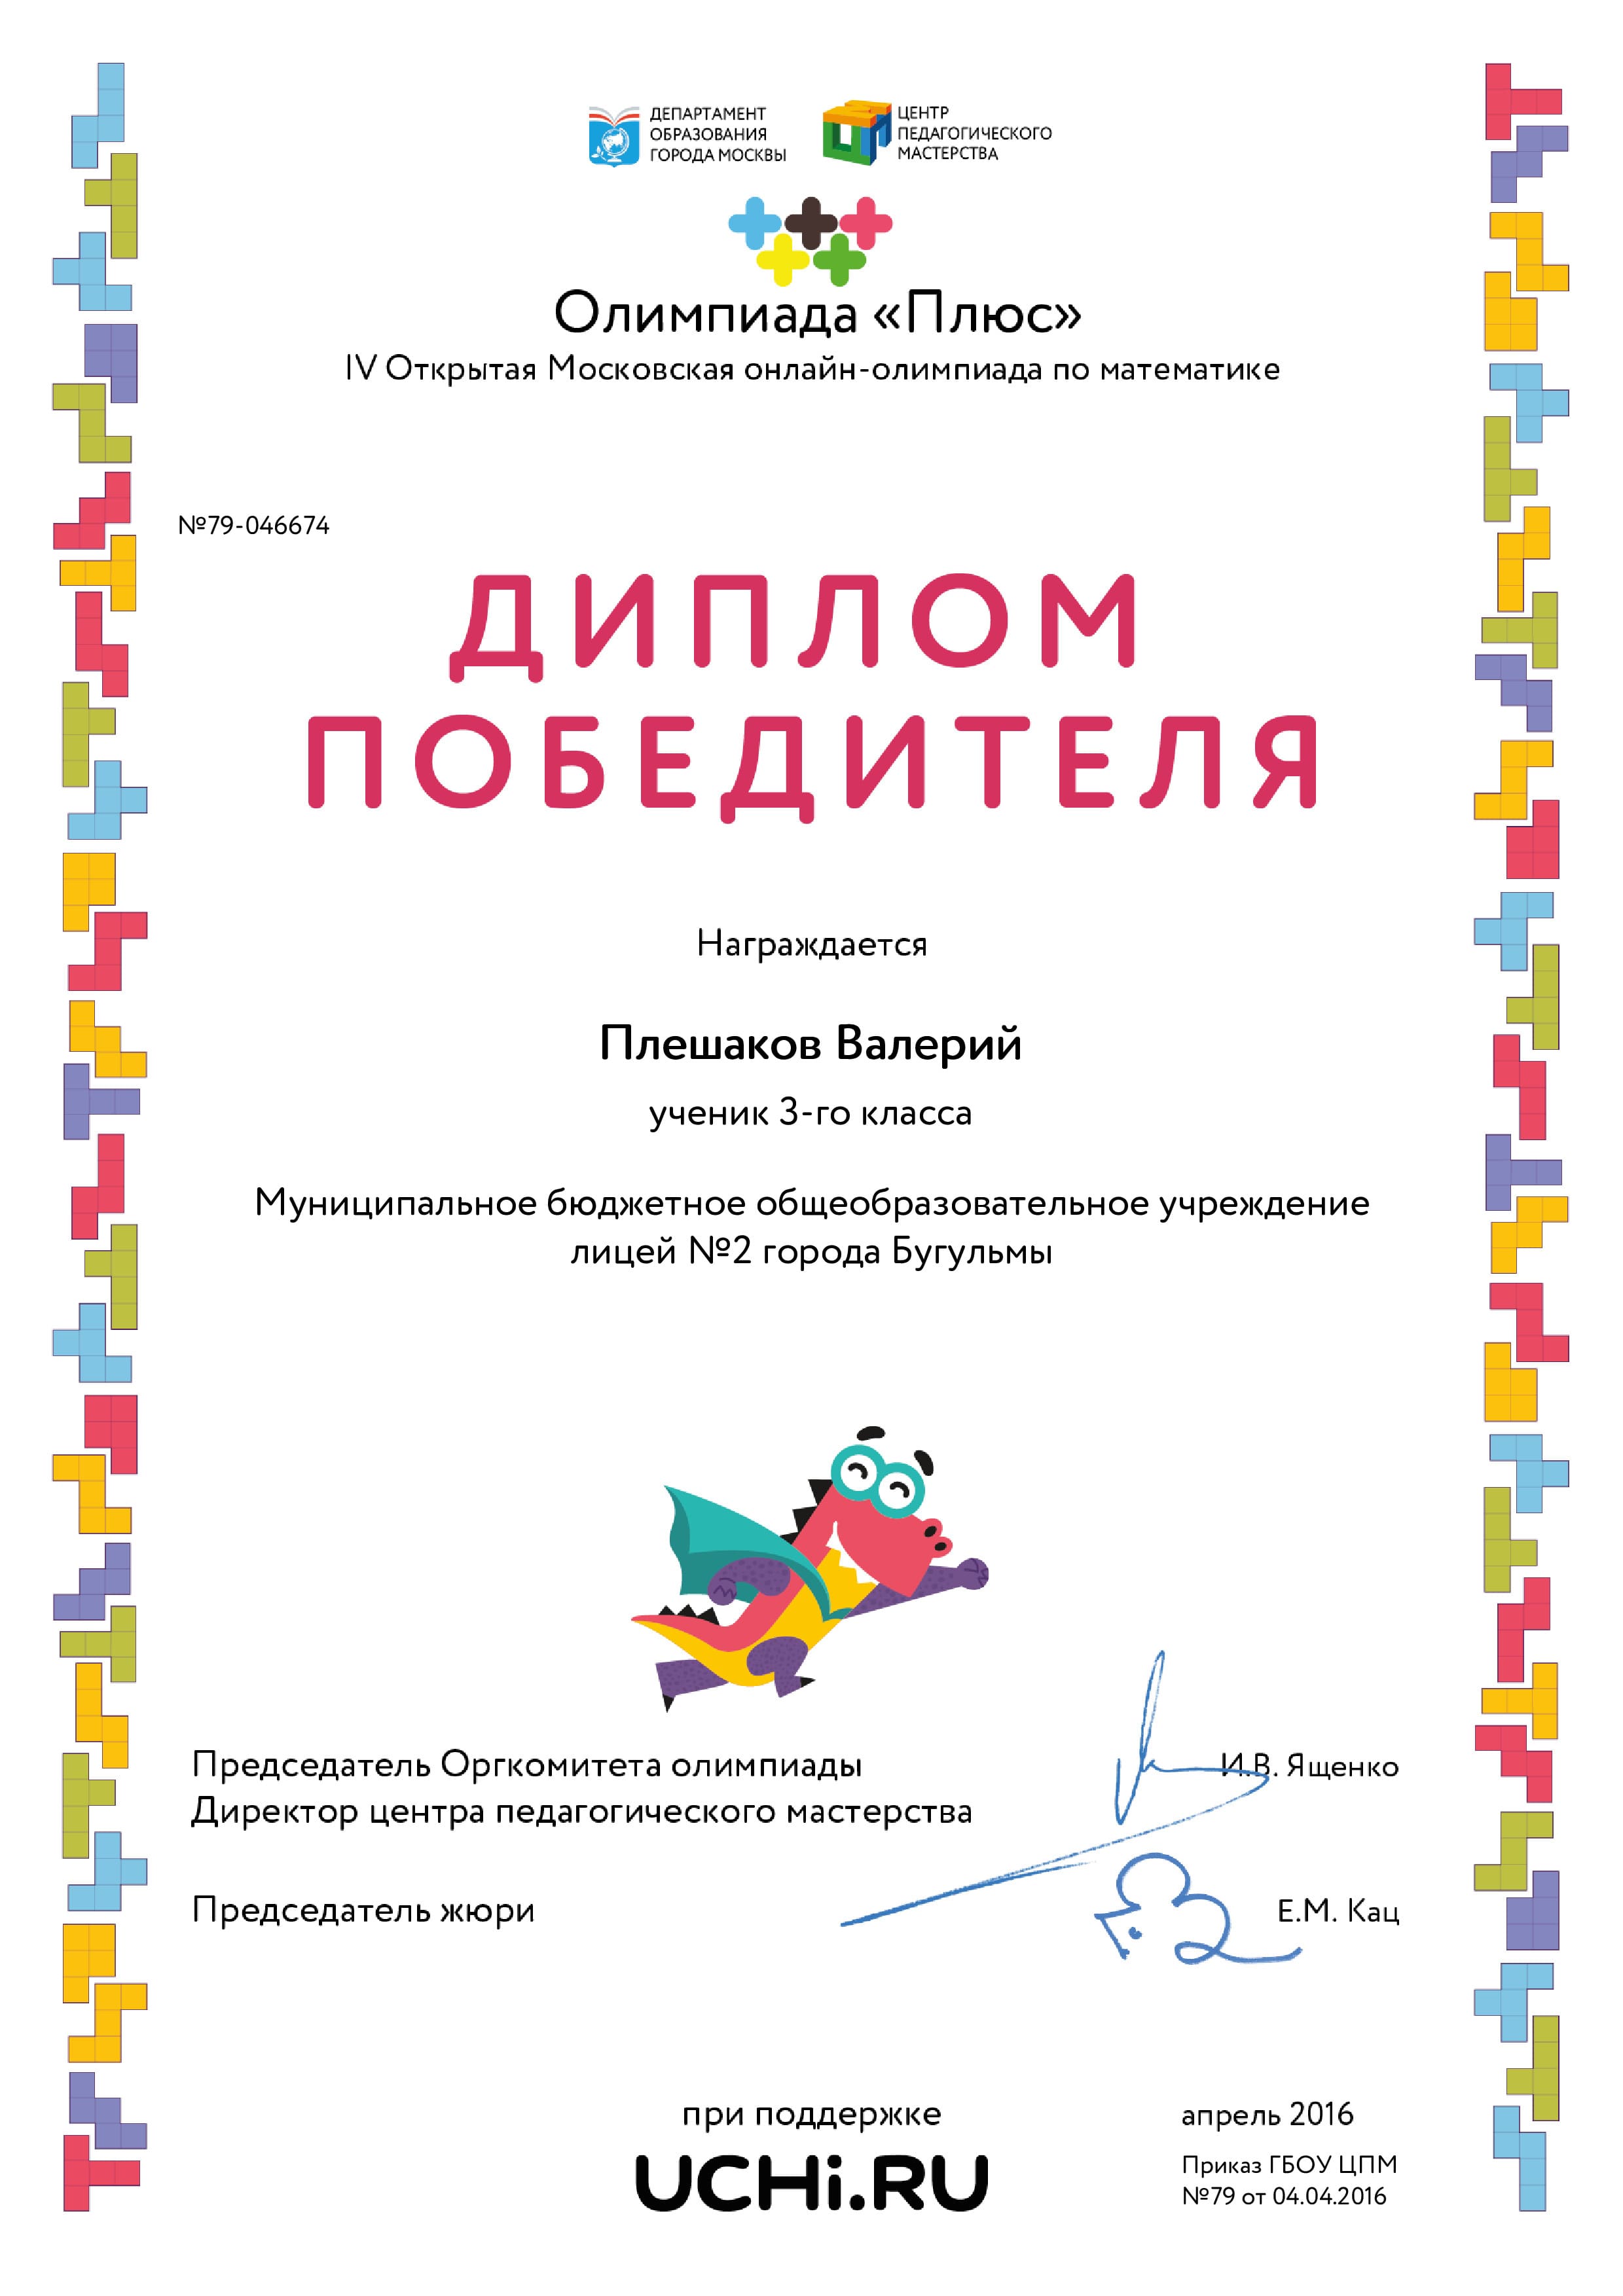 ДЕПАРТАМЕНТ
ОБРАЗОВАНИЯ
ГОРОДА МОСКВЫ
ЦЕНТР
ПЕДАГОГИЧЕСКОГО
МАСТЕРСТВА
Олимпиада «Плюс»
IV Открытая Московская онлайн-олимпиада по математике
№79-046674
ДИПЛОМ
ПОБЕДИТЕЛЯ
Награждается
Плешаков Валерий
ученик 3-го класса
Муниципальное бюджетное общеобразовательное учреждение
лицей №2 города Бугульмы
Председатель Оргкомитета олимпиады
Директор центра педагогического мастерства
И.В. Ященко
Председатель жюри
Е.М. Кац
при поддержке
UCHi.RU
апрель 2016
Приказ ГБОУ ЦПМ
№79 от 04.04.2016